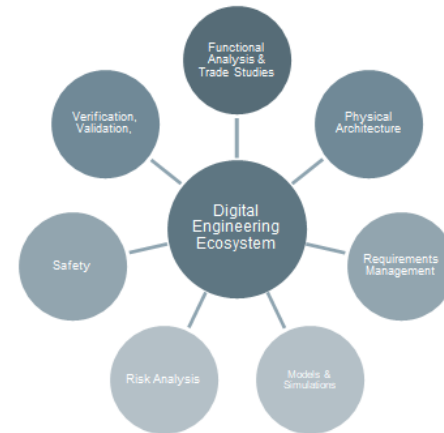 Functional
Analysis &
Trade Studies
Verification,
Validation,
Physical
Architecture
Digital
Engineering
Ecosystem
Safety
Requirements
Management
Risk Analysis
Models &
Simulations